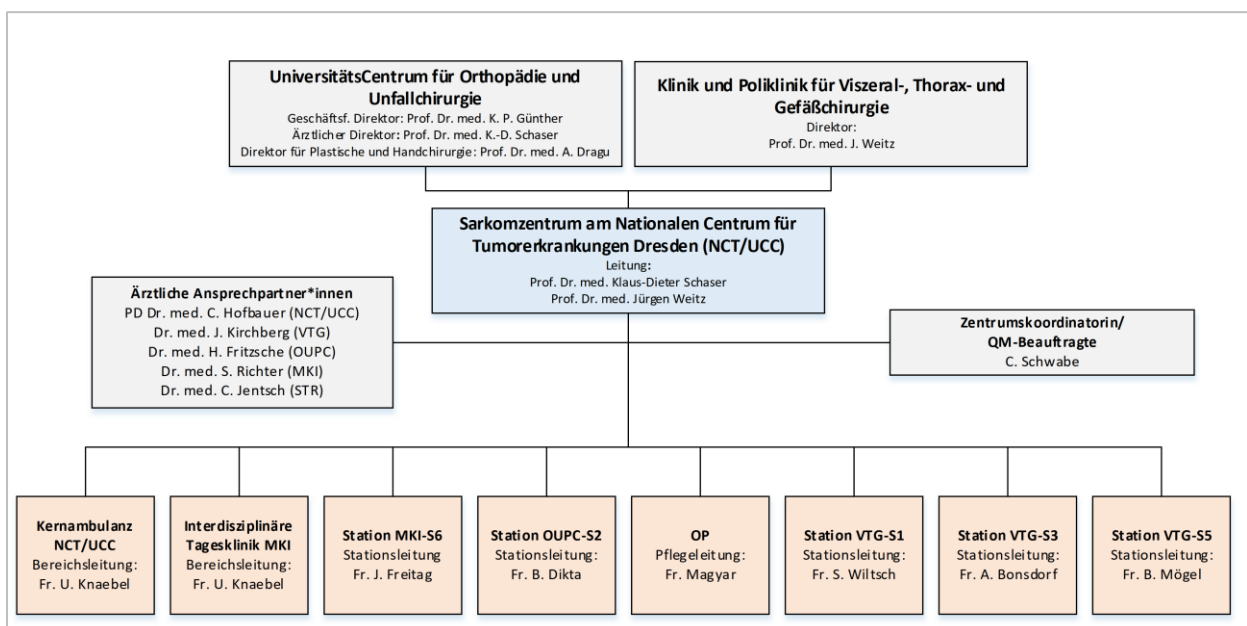 UniversitätsCentrum für Orthopädie und
Unfallchirurgie
Geschäftsf. Direktor: Prof. Dr. med. K. P. Günther
Ärztlicher Direktor: Prof. Dr. med. K.-D. Schaser
Direktor für Plastische und Handchirurgie: Prof. Dr. med. A. Dragu
Klinik und Poliklinik für Viszeral-, Thorax- und
Gefäßchirurgie
Direktor:
Prof. Dr. med. J. Weitz
Sarkomzentrum am Nationalen Centrum für
Tumorerkrankungen Dresden (NCT/UCC)
Leitung:
Prof. Dr. med. Klaus-Dieter Schaser
Prof. Dr. med. Jürgen Weitz
Ärztliche Ansprechpartner*innen
PD Dr. med. C. Hofbauer (NCT/UCC)
Dr. med. J. Kirchberg (VTG)
Dr. med. H. Fritzsche (OUPC)
Dr. med. S. Richter (MKI)
Dr. med. C. Jentsch (STR)
Zentrumskoordinatorin/
QM-Beauftragte
C. Schwabe
Kernambulanz
NCT/UCC
Bereichsleitung:
Fr. U. Knaebel
Interdisziplinäre
Tagesklinik MKI
Bereichsleitung:
Fr. U. Knaebel
Station MKI-S6
Stationsleitung
Fr. J. Freitag
Station OUPC-S2
Stationsleitung:
Fr. B. Dikta
OP
Pflegeleitung:
Fr. Magyar
Station VTG-S1
Stationsleitung:
Fr. S. Wiltsch
Station VTG-S3
Stationsleitung:
Fr. A. Bonsdorf
Station VTG-S5
Stationsleitung:
Fr. B. Mögel